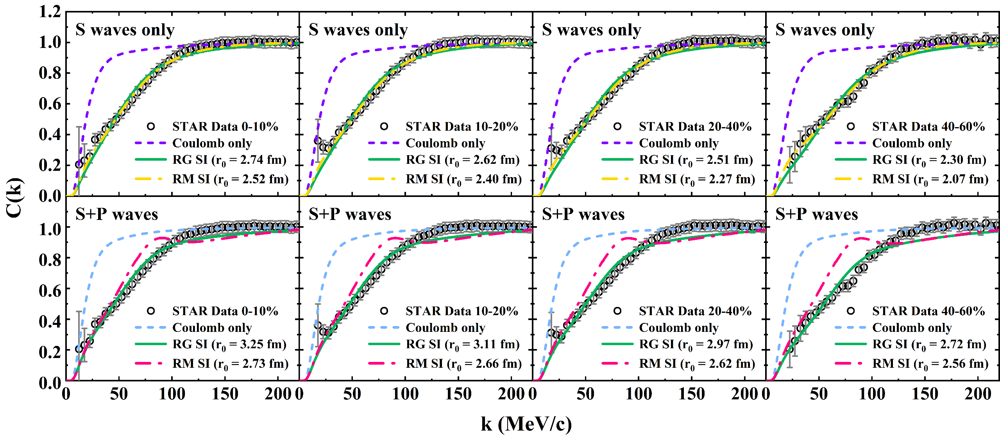 C(k)
1.2
1.0
0.8
0.6
0.4
0.2
0.0
S waves only
STAR Data 0-10%
Coulomb only
RG SI (r₀ = 2.74 fm)
RM SI (r₀ = 2.52 fm)
S waves only
STAR Data 10-20%
Coulomb only
RG SI (r₀ = 2.62 fm)
RM SI (r₀ = 2.40 fm)
S waves only
STAR Data 20-40%
Coulomb only
RG SI (r₀ = 2.51 fm)
RM SI (r₀ = 2.27 fm)
S waves only
STAR Data 40-60%
Coulomb only
RG SI (r₀ = 2.30 fm)
RM SI (r₀ = 2.07 fm)
1.0
0.8
0.6
0.4
0.2
0.0
S+P waves
STAR Data 0-10%
Coulomb only
RG SI (r₀ = 3.25 fm)
RM SI (r₀ = 2.73 fm)
S+P waves
STAR Data 10-20%
Coulomb only
RG SI (r₀ = 3.11 fm)
RM SI (r₀ = 2.66 fm)
S+P waves
STAR Data 20-40%
Coulomb only
RG SI (r₀ = 2.97 fm)
RM SI (r₀ = 2.62 fm)
S+P waves
STAR Data 40-60%
Coulomb only
RG SI (r₀ = 2.72 fm)
RM SI (r₀ = 2.56 fm)
0 50 100 150 200 0 50 100 150 200 0 50 100 150 200 0 50 100 150 200
k (MeV/c)